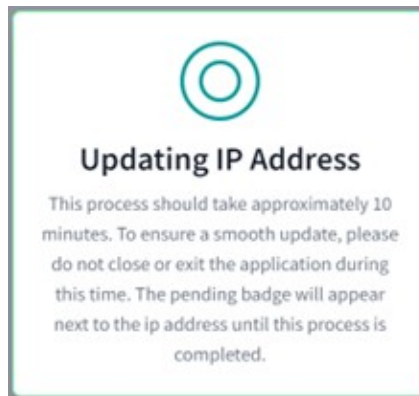 Updating IP Address
This process should take approximately 10
minutes. To ensure a smooth update, please
do not close or exit the application during
this time. The pending badge will appear
next to the ip address until this process is
completed.